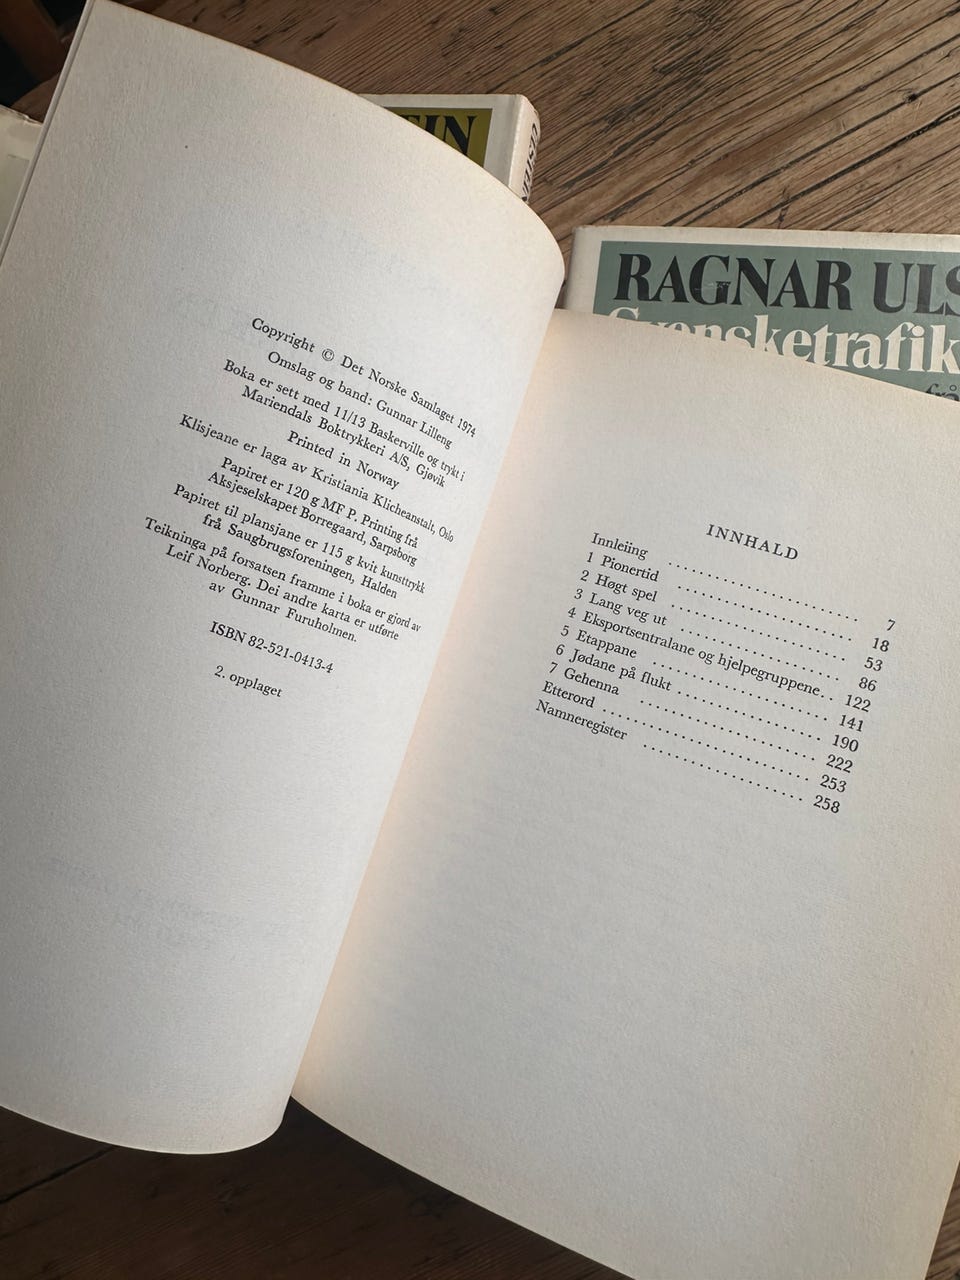 EIN
RAGNAR ULS
Svensketrafik
frå
Copyright © Det Norske Samlaget 1974
Omslag og band: Gunnar Lilleng
Boka er sett med 11/13 Baskerville og trykt i
Mariendals Boktrykkeri A/S, Gjøvik
Printed in Norway
Klisjeane er laga av Kristiania Klicheanstalt, Oslo
Papiret er 120 g MF P. Printing frå
Aksjeselskapet Borregaard, Sarpsborg
Papiret til plansjane er 115 g kvit kunsttrykk
frå Saugbrugsforeningen, Halden
Teikninga på forsatsen framme i boka er gjord av
Leif Norberg. Dei andre karta er utførte
av Gunnar Furuholmen.
ISBN 82-521-0413-4
2. opplaget
INNHALD
Innleiing .................... 7
1 Pionertid .................... 18
2 Høgt spel .................... 53
3 Lang veg ut .................... 86
4 Eksportsentralane og hjelpegruppene.. 122
5 Etappane .................... 141
6 Jødane på flukt .................... 190
7 Gehenna .................... 222
Etterord .................... 253
Namneregister .................... 258